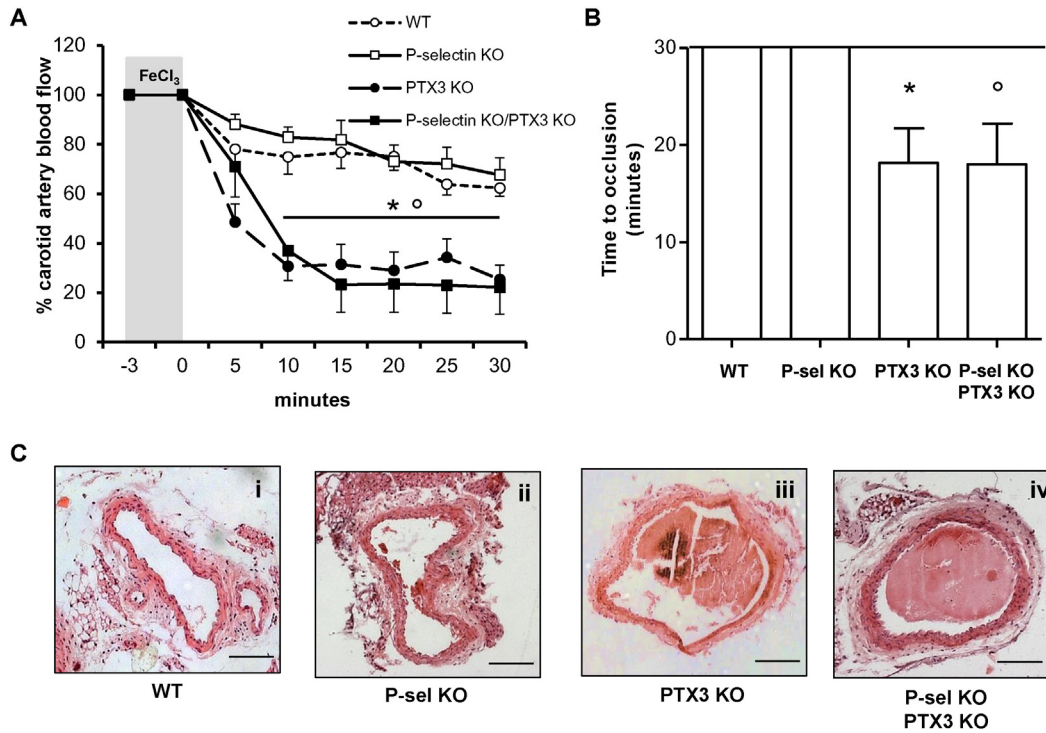 A
WT
P-selectin KO
PTX3 KO
P-selectin KO/PTX3 KO
FeCl3
% carotid artery blood flow
120
100
80
60
40
20
0
* °
-3 0 5 10 15 20 25 30
minutes
B
Time to occlusion
(minutes)
30
20
10
0
* °
WT P-sel KO PTX3 KO P-sel KO
PTX3 KO
C
i
WT
ii
P-sel KO
iii
PTX3 KO
iv
P-sel KO
PTX3 KO